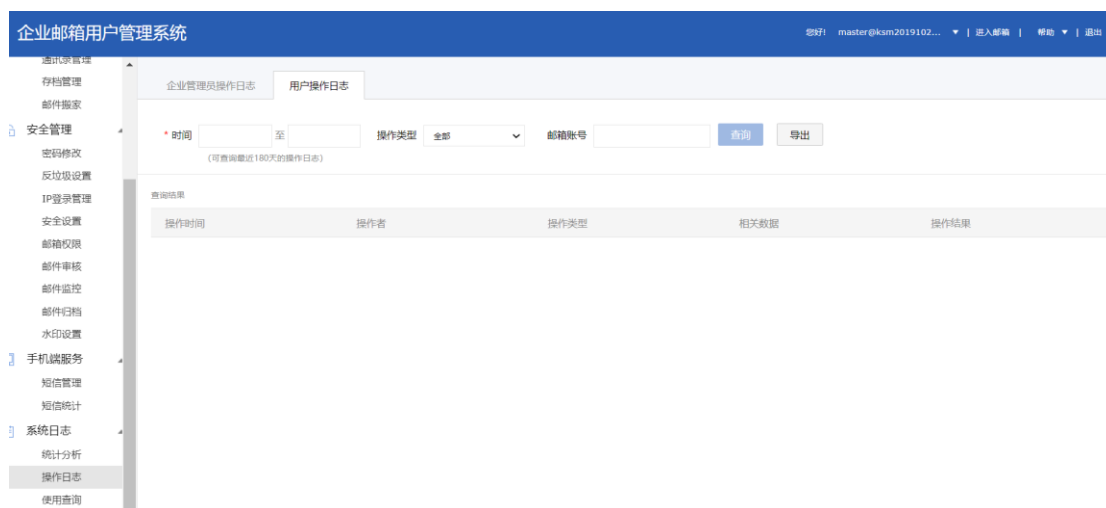 企业邮箱用户管理系统
您好! master@ksm2019102... ▼ | 进入邮箱 | 帮助 ▼ | 退出
通讯录管理
存档管理
邮件搬家
安全管理
密码修改
反垃圾设置
IP登录管理
安全设置
邮箱权限
邮件审核
邮件监控
邮件归档
水印设置
手机端服务
短信管理
短信统计
系统日志
统计分析
操作日志
使用查询
企业管理员操作日志 用户操作日志
* 时间 至 操作类型 全部 邮箱账号 查询 导出
(可查询最近180天的操作日志)
查询结果
操作时间 操作者 操作类型 相关数据 操作结果